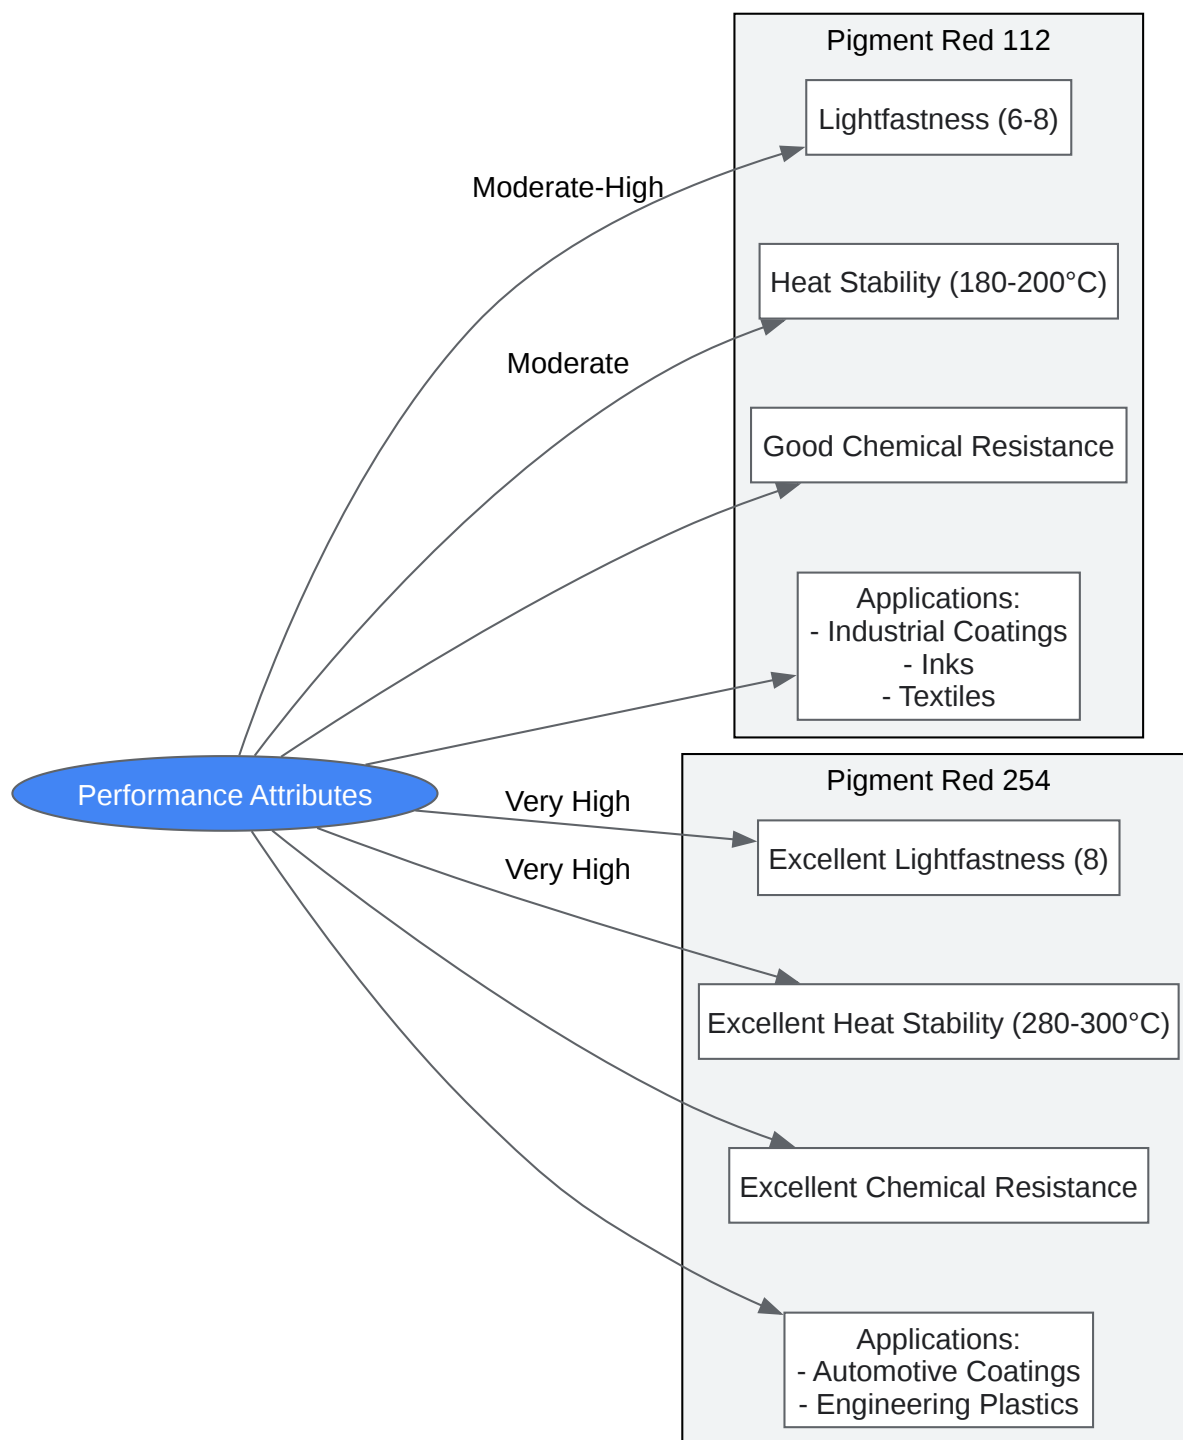 Pigment Red 112
Lightfastness (6-8)
Moderate-High
Heat Stability (180-200°C)
Moderate
Good Chemical Resistance
Applications:
- Industrial Coatings
- Inks
- Textiles
Performance Attributes
Pigment Red 254
Very High
Excellent Lightfastness (8)
Very High
Excellent Heat Stability (280-300°C)
Excellent Chemical Resistance
Applications:
- Automotive Coatings
- Engineering Plastics